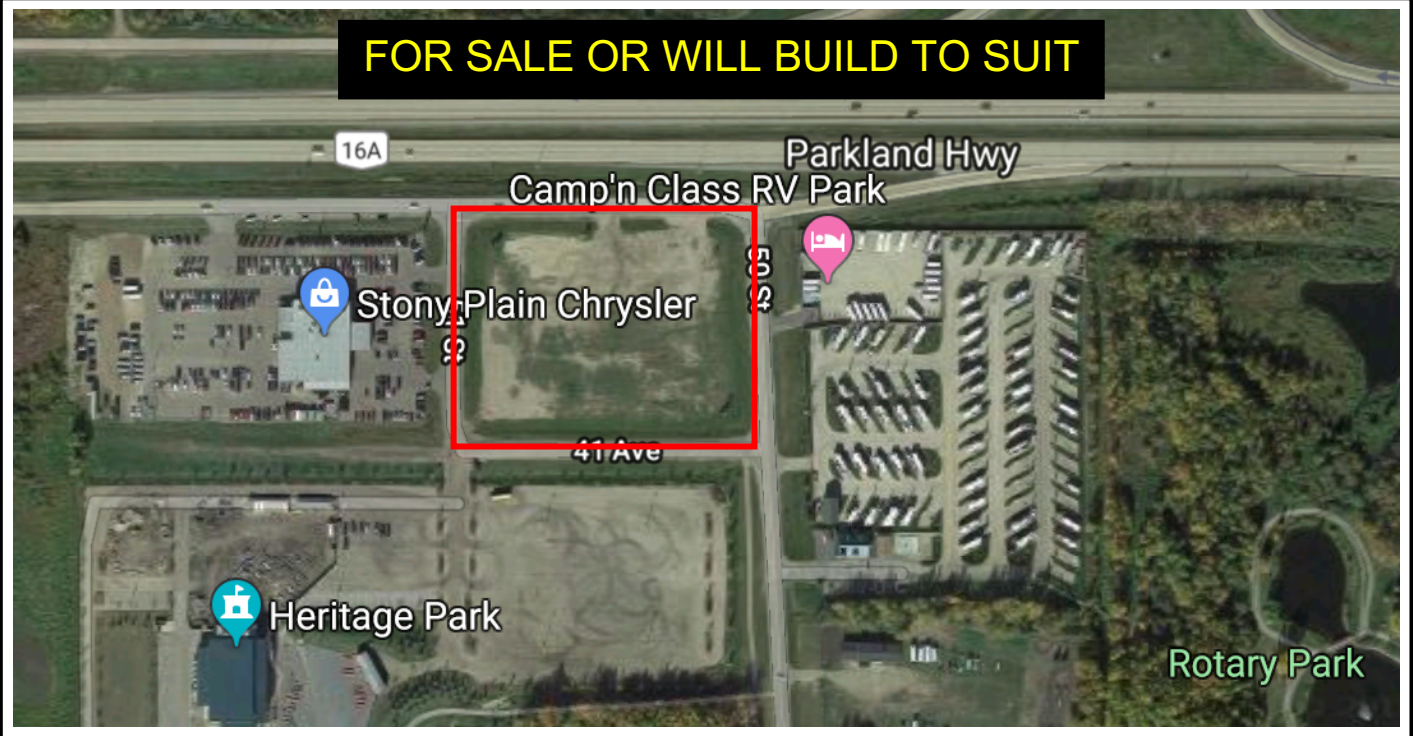 FOR SALE OR WILL BUILD TO SUIT
16A
Parkland Hwy
Camp'n Class RV Park
50 St
Stony Plain Chrysler
St
41 Ave
Heritage Park
Rotary Park